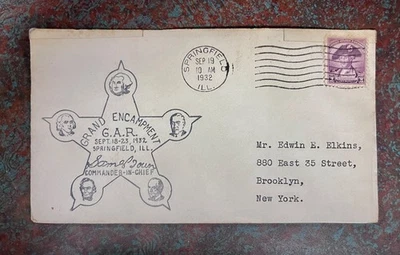 SPRINGFIELD
SEP 19
10 AM
1932
ILL.
GRAND ENCAMPMENT
G.A.R.
SEPT. 18-23, 1932
SPRINGFIELD, ILL.
COMMANDER-IN-CHIEF
Mr. Edwin E. Elkins,
880 East 35 Street,
Brooklyn,
New York.